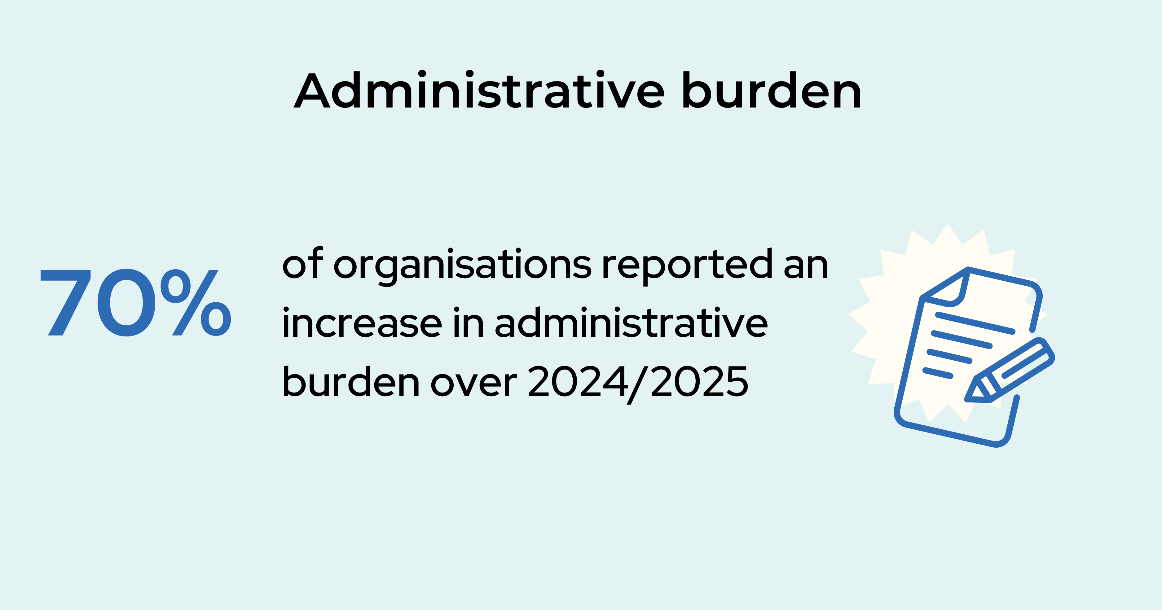 Administrative burden
70%
of organisations reported an
increase in administrative
burden over 2024/2025